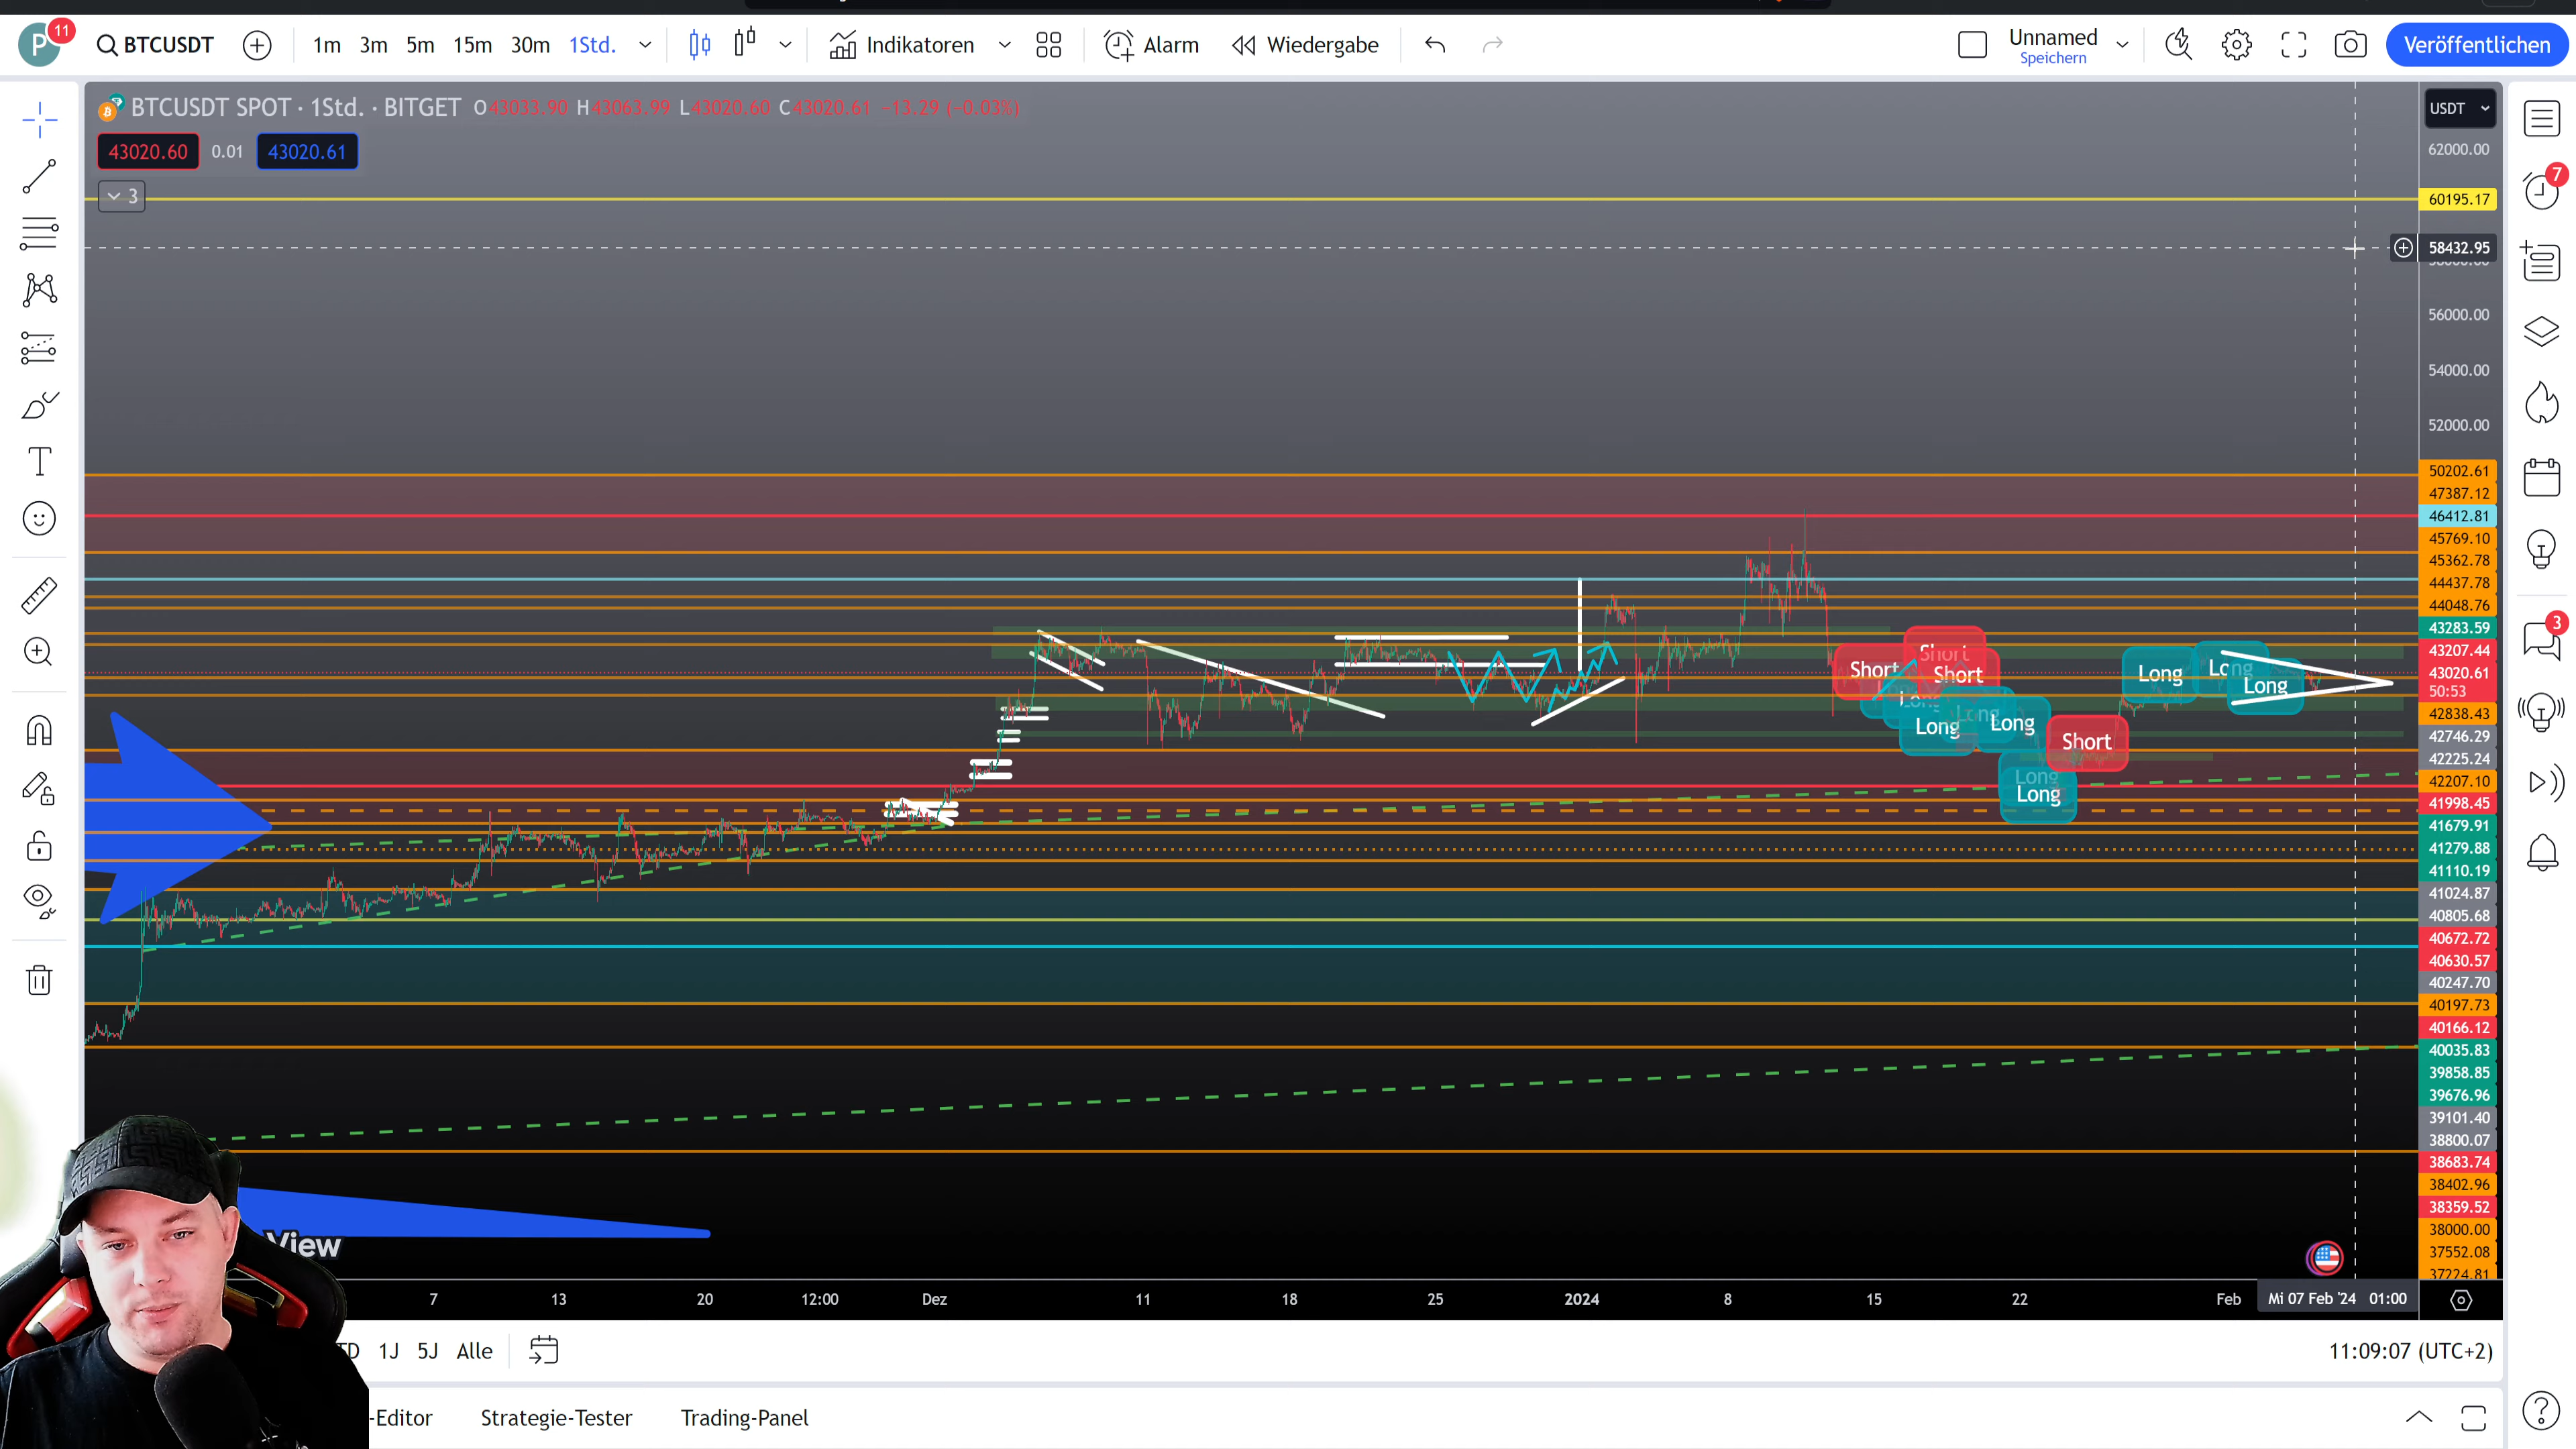 P 11 BTCUSDT 1m 3m 5m 15m 30m 1Std. Indikatoren Alarm Wiedergabe Unnamed Veröffentlichen
Speichern
BTCUSDT SPOT · 1Std. · BITGET O43033.90 H43063.99 L43020.60 C43020.61 −13.29 (−0.03%)
USDT
43020.60 0.01 43020.61
62000.00
3
60195.17
58432.95
56000.00
54000.00
52000.00
50202.61
47387.12
46412.81
45769.10
45362.78
44437.78
44048.76
43283.59
43207.44
43020.61
50:53
42838.43
42746.29
42225.24
42207.10
41998.45
41679.91
41279.88
41110.19
41024.87
40805.68
40672.72
40630.57
40247.70
40197.73
40166.12
40035.83
39858.85
39676.96
39101.40
38800.07
38683.74
38402.96
38359.52
38000.00
37552.08
37224.81
7
3
Short
Short
Short
Long
Long
Long
Long
Long
Long
Short
Long
Long
Long
View
7 13 20 12:00 Dez 11 18 25 2024 8 15 22 Feb Mi 07 Feb '24 01:00
1J 5J Alle
11:09:07 (UTC+2)
-Editor Strategie-Tester Trading-Panel